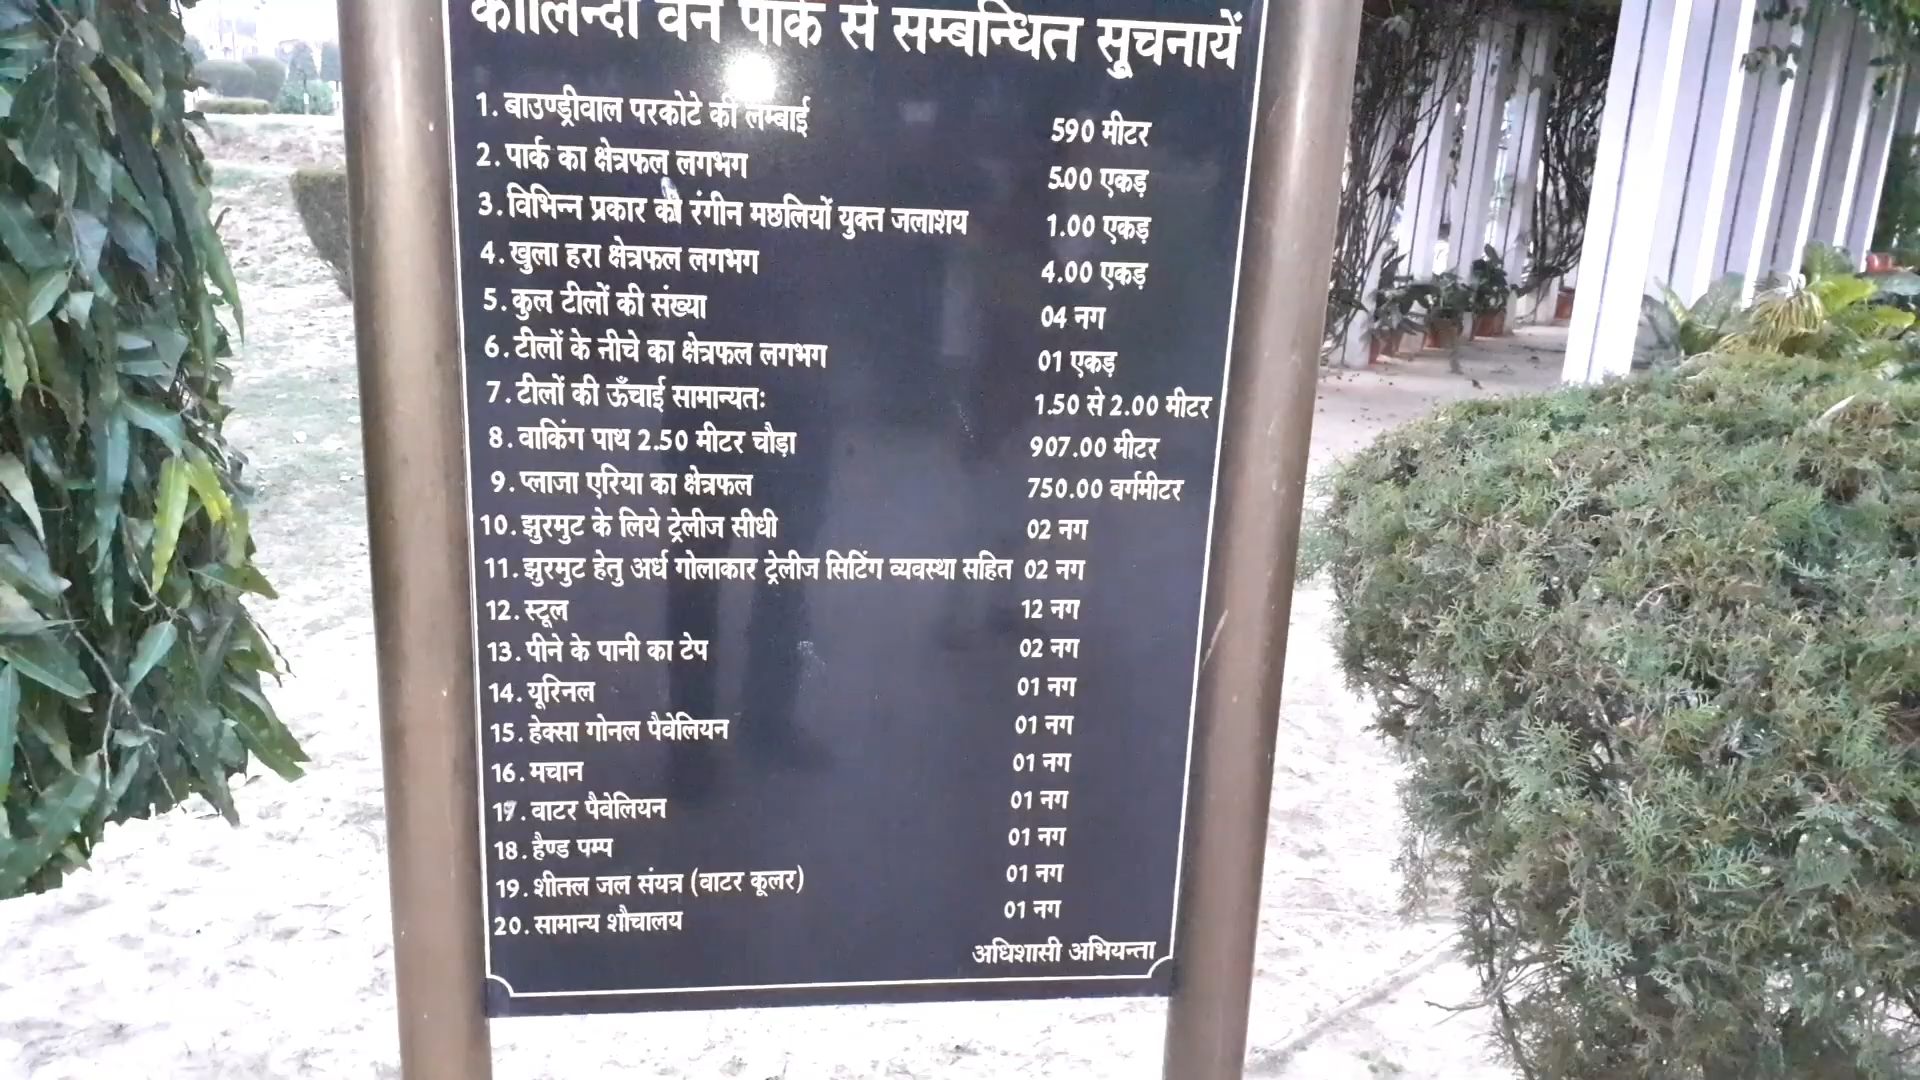 कालिन्दी वन पार्क से सम्बन्धित सूचनायें
1. बाउण्ड्रीवाल परकोटे की लम्बाई 590 मीटर
2. पार्क का क्षेत्रफल लगभग 5.00 एकड़
3. विभिन्न प्रकार की रंगीन मछलियों युक्त जलाशय 1.00 एकड़
4. खुला हरा क्षेत्रफल लगभग 4.00 एकड़
5. कुल टीलों की संख्या 04 नग
6. टीलों के नीचे का क्षेत्रफल लगभग 01 एकड़
7. टीलों की ऊँचाई सामान्यतः 1.50 से 2.00 मीटर
8. वाकिंग पाथ 2.50 मीटर चौड़ा 907.00 मीटर
9. प्लाजा एरिया का क्षेत्रफल 750.00 वर्गमीटर
10. झुरमुट के लिये ट्रेलीज सीधी 02 नग
11. झुरमुट हेतु अर्ध गोलाकार ट्रेलीज सिटिंग व्यवस्था सहित 02 नग
12. स्टूल 12 नग
13. पीने के पानी का टेप 02 नग
14. यूरिनल 01 नग
15. हेक्सा गोनल पैवेलियन 01 नग
16. मचान 01 नग
17. वाटर पैवेलियन 01 नग
18. हैण्ड पम्प 01 नग
19. शीतल जल संयत्र (वाटर कूलर) 01 नग
20. सामान्य शौचालय 01 नग
अधिशासी अभियन्ता